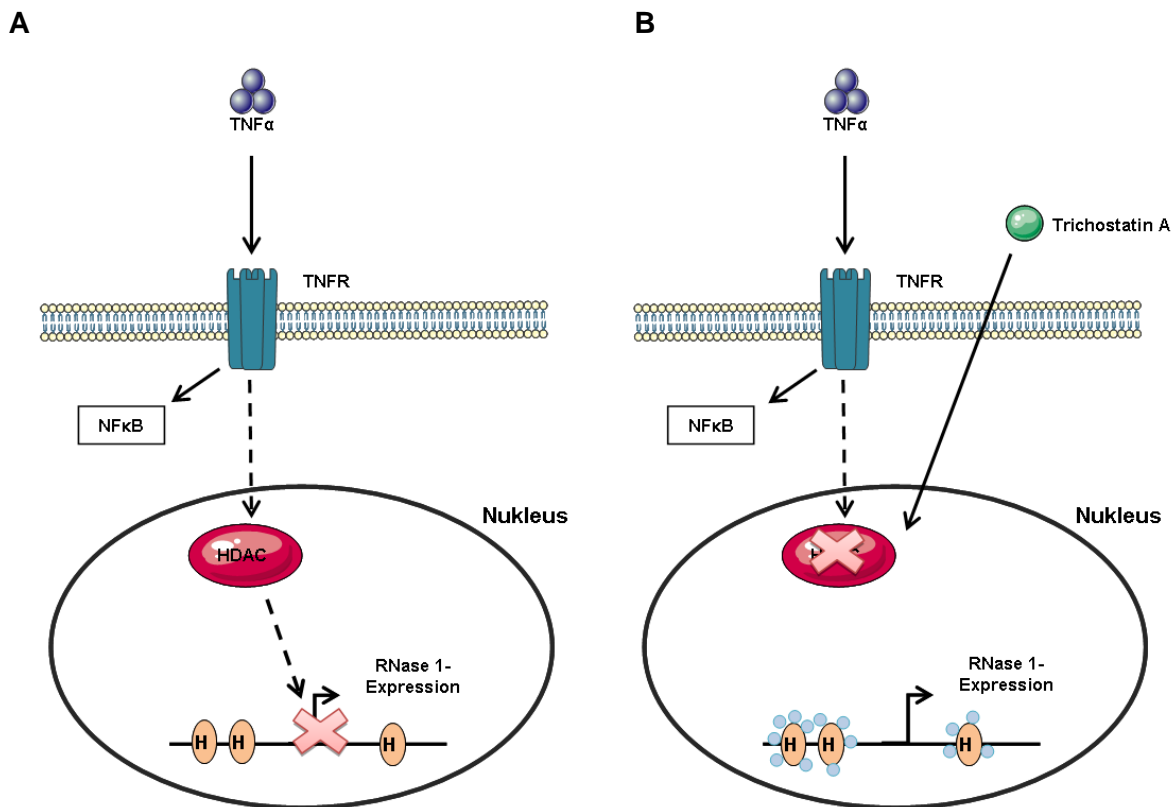 A
TNFα
TNFR
NFκB
Nukleus
HDAC
RNase 1-
Expression
H H H
B
TNFα
Trichostatin A
TNFR
NFκB
Nukleus
RNase 1-
Expression
H H H